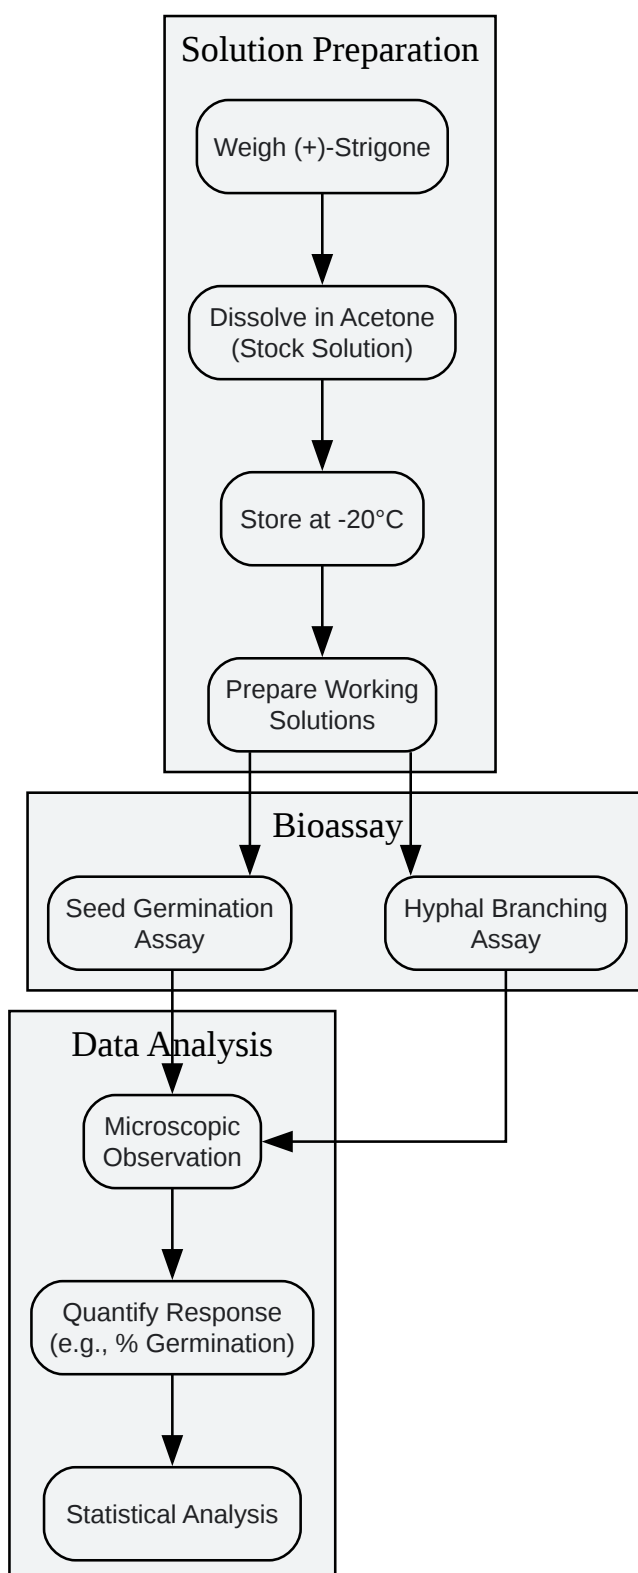 Solution Preparation
Weigh (+)-Strigone
Dissolve in Acetone
(Stock Solution)
Store at -20°C
Prepare Working
Solutions
Bioassay
Seed Germination
Assay
Hyphal Branching
Assay
Data Analysis
Microscopic
Observation
Quantify Response
(e.g., % Germination)
Statistical Analysis